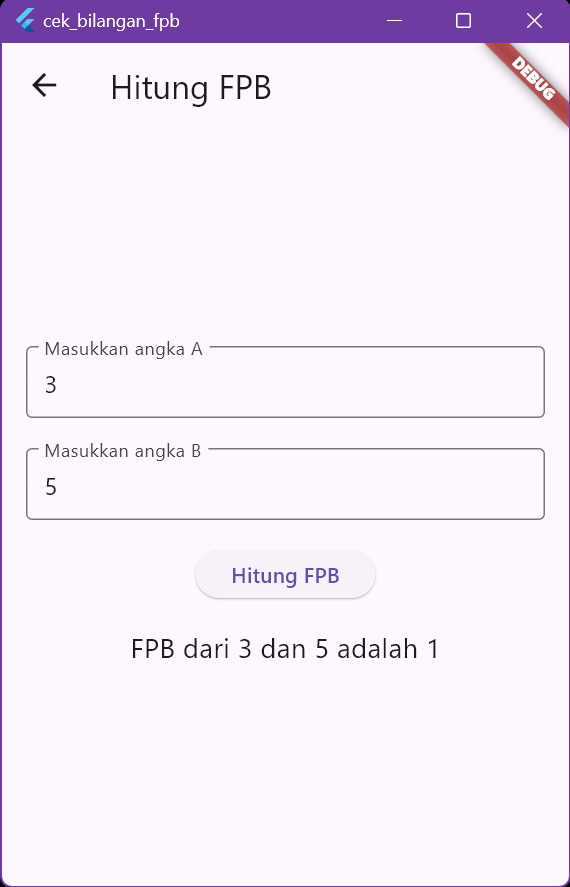 cek_bilangan_fpb
DEBUG
Hitung FPB
Masukkan angka A
3
Masukkan angka B
5
Hitung FPB
FPB dari 3 dan 5 adalah 1